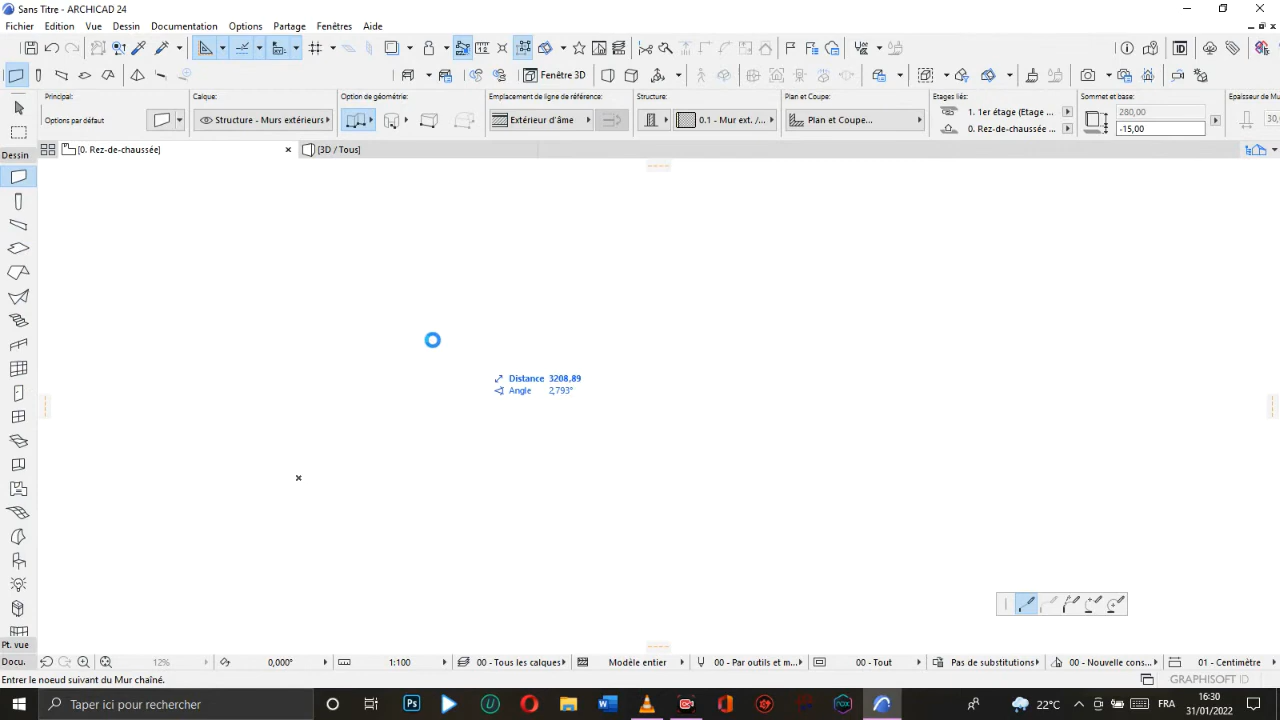 Sans Titre - ARCHICAD 24
Fichier Edition Vue Dessin Documentation Options Partage Fenêtres Aide
Fenêtre 3D
Principal: Calque: Option de géométrie: Emplacement de ligne de référence: Structure: Plan et Coupe: Etages liés: Sommet et base: Epaisseur de Mu
Options par défaut
Structure - Murs extérieurs
Extérieur d'âme
0.1 - Mur ext. /...
Plan et Coupe...
1. 1er étage (Etage ...
0. Rez-de-chaussée ...
280,00
-15,00
30,
Dessin
[0. Rez-de-chaussée]
[3D / Tous]
Distance 3208,89
Angle 2,793°
Pt. vue
Docu.
12% 0,000° 1:100 00 - Tous les calques Modèle entier 00 - Par outils et m... 00 - Tout Pas de substitutions 00 - Nouvelle cons... 01 - Centimètre
Entrer le noeud suivant du Mur chaîné.
GRAPHISOFT ID
Taper ici pour rechercher
22°C
FRA
16:30
31/01/2022